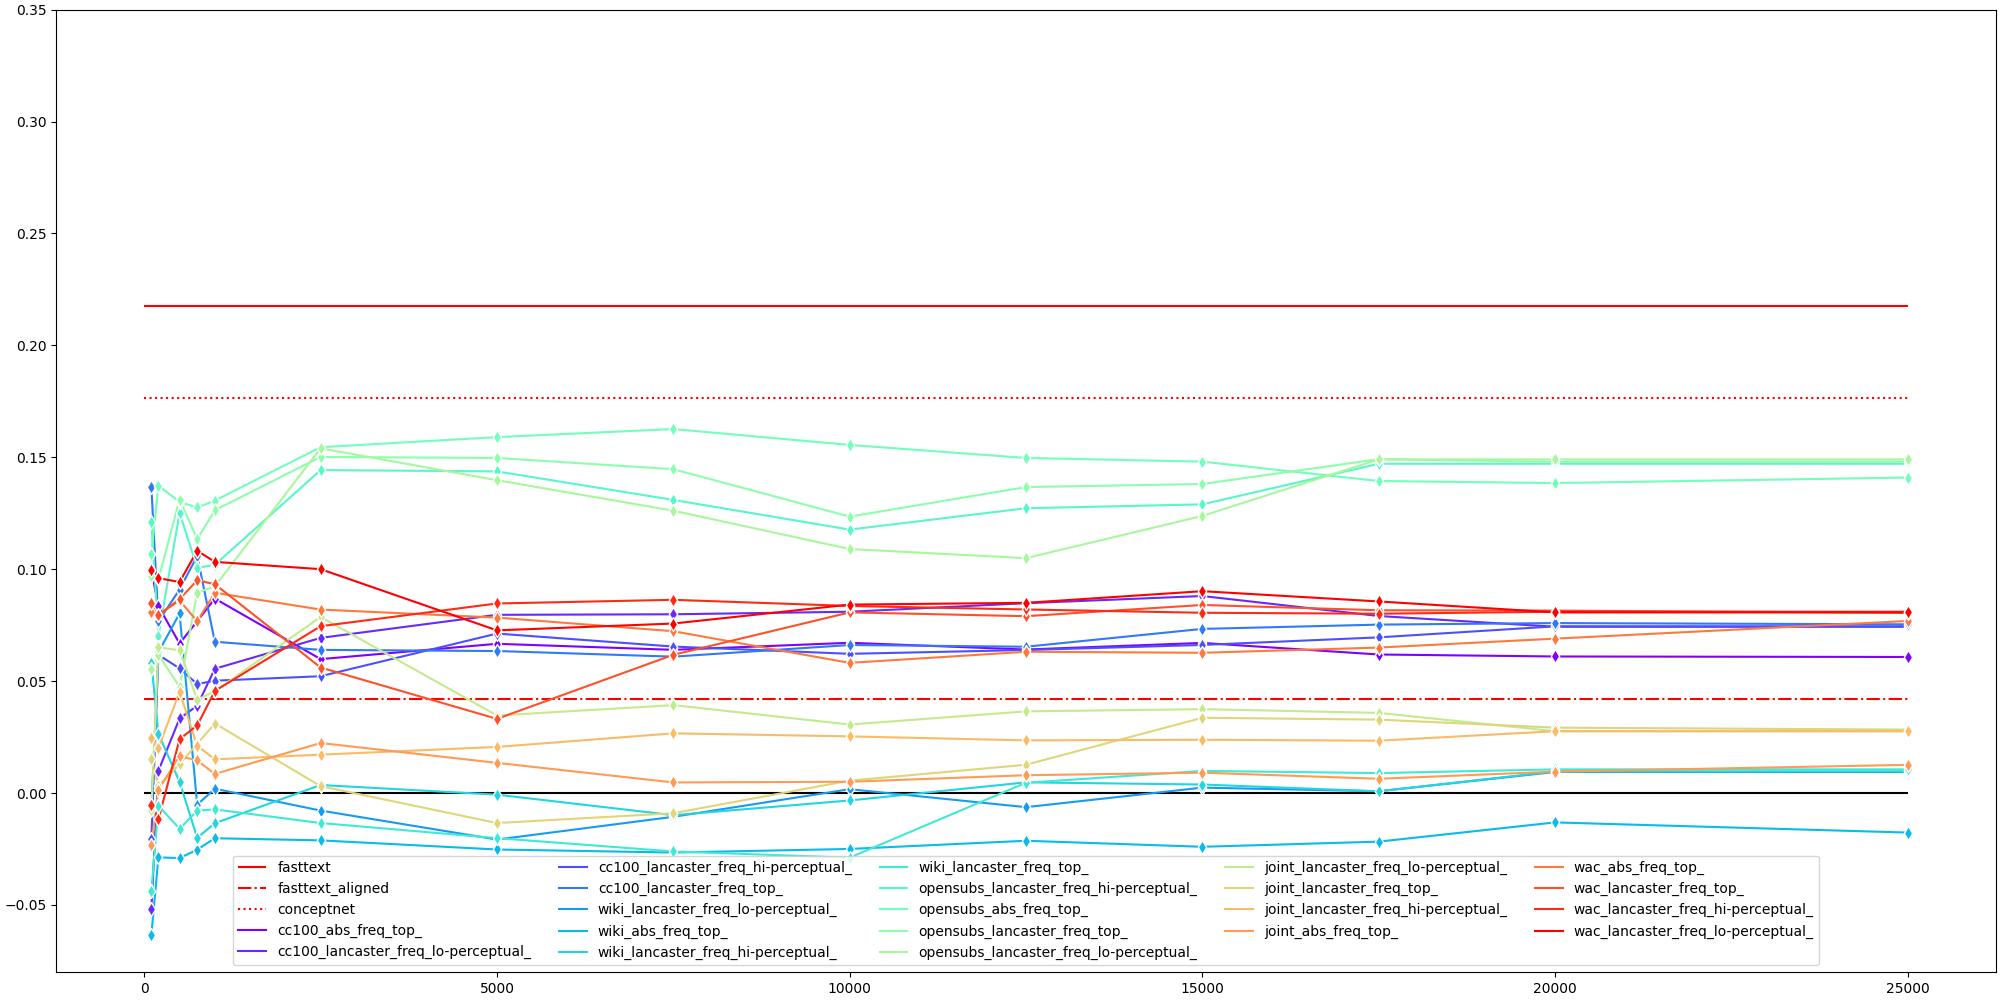 0.35
0.30
0.25
0.20
0.15
0.10
0.05
0.00
−0.05
0
5000
10000
15000
20000
25000
fasttext
fasttext_aligned
conceptnet
cc100_abs_freq_top_
cc100_lancaster_freq_lo-perceptual_
cc100_lancaster_freq_hi-perceptual_
cc100_lancaster_freq_top_
wiki_lancaster_freq_lo-perceptual_
wiki_abs_freq_top_
wiki_lancaster_freq_hi-perceptual_
wiki_lancaster_freq_top_
opensubs_lancaster_freq_hi-perceptual_
opensubs_abs_freq_top_
opensubs_lancaster_freq_top_
opensubs_lancaster_freq_lo-perceptual_
joint_lancaster_freq_lo-perceptual_
joint_lancaster_freq_top_
joint_lancaster_freq_hi-perceptual_
joint_abs_freq_top_
wac_abs_freq_top_
wac_lancaster_freq_top_
wac_lancaster_freq_hi-perceptual_
wac_lancaster_freq_lo-perceptual_